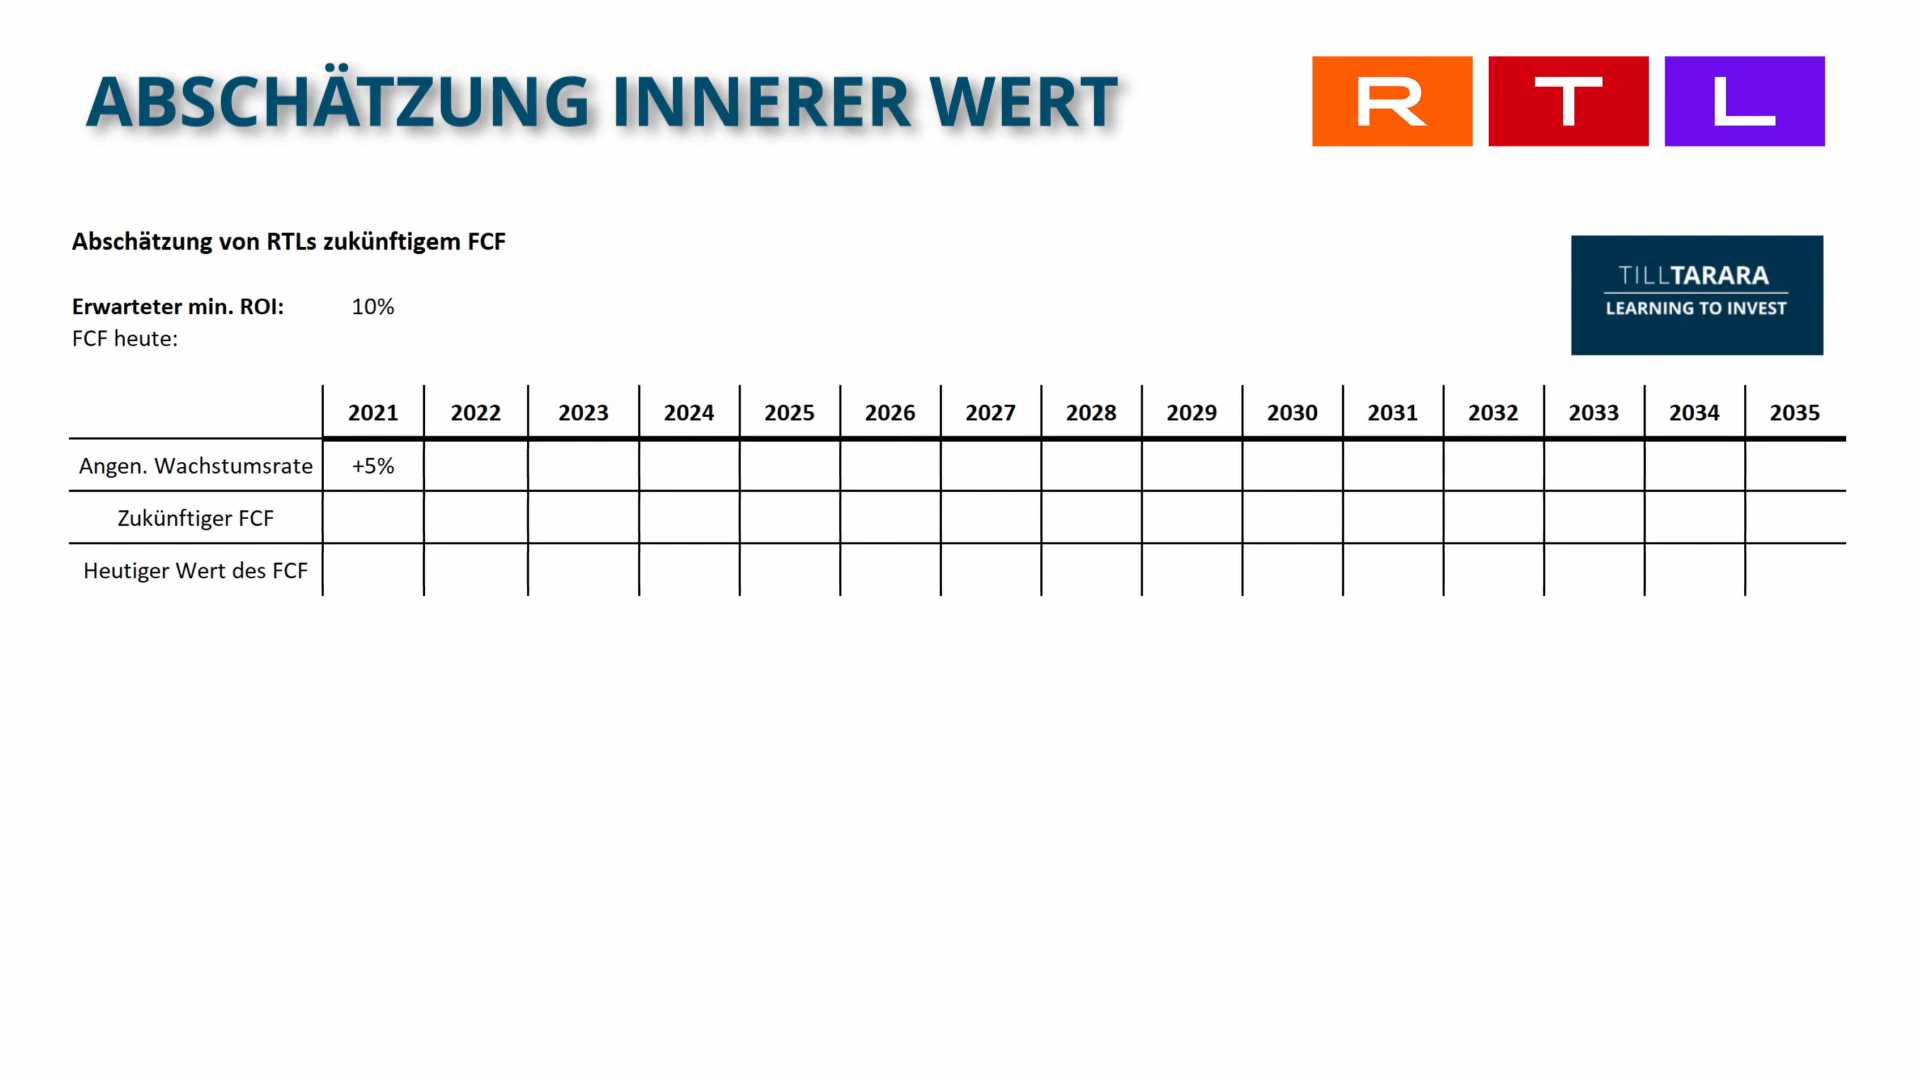 ABSCHÄTZUNG INNERER WERT
R T L
Abschätzung von RTLs zukünftigem FCF
TILLTARARA
LEARNING TO INVEST
Erwarteter min. ROI: 10%
FCF heute:
2021 2022 2023 2024 2025 2026 2027 2028 2029 2030 2031 2032 2033 2034 2035
Angen. Wachstumsrate +5%
Zukünftiger FCF
Heutiger Wert des FCF